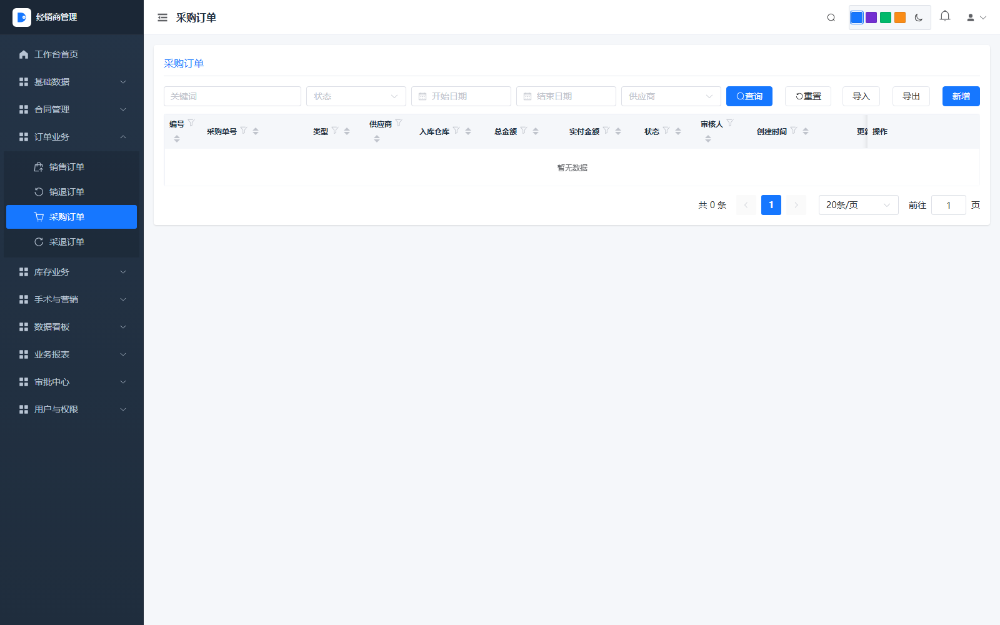 经销商管理
采购订单
工作台首页
基础数据
合同管理
订单业务
销售订单
销退订单
采购订单
采退订单
库存业务
手术与营销
数据看板
业务报表
审批中心
用户与权限
采购订单
关键词 状态 开始日期 结束日期 供应商 查询 重置 导入 导出 新增
编号 采购单号 类型 供应商 入库仓库 总金额 实付金额 状态 审核人 创建时间 更 操作
暂无数据
共 0 条 1 20条/页 前往 1 页